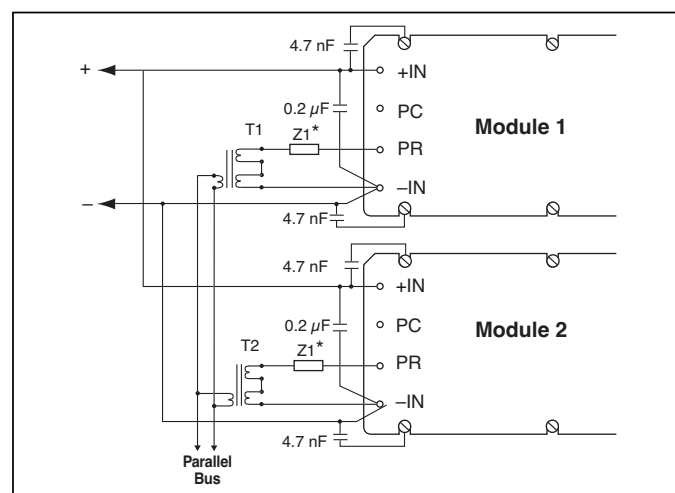 4.7 nF
+
+IN
0.2 µF
PC
Module 1
T1
Z1*
PR
–IN
–
4.7 nF
4.7 nF
+IN
0.2 µF
PC
Module 2
T2
Z1*
PR
–IN
4.7 nF
Parallel
Bus